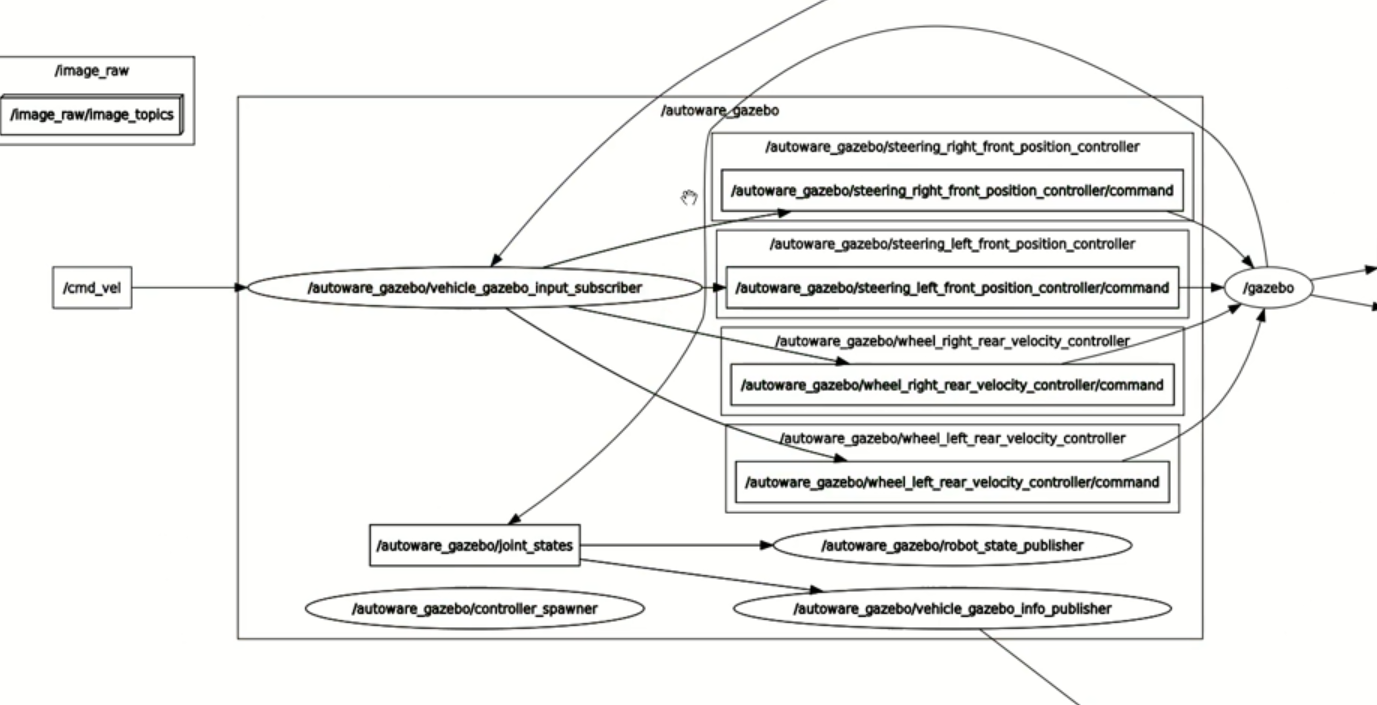 /image_raw
/image_raw/image_topics
/autoware_gazebo
/autoware_gazebo/steering_right_front_position_controller
/autoware_gazebo/steering_right_front_position_controller/command
/autoware_gazebo/steering_left_front_position_controller
/cmd_vel
/autoware_gazebo/vehicle_gazebo_input_subscriber
/autoware_gazebo/steering_left_front_position_controller/command
/gazebo
/autoware_gazebo/wheel_right_rear_velocity_controller
/autoware_gazebo/wheel_right_rear_velocity_controller/command
/autoware_gazebo/wheel_left_rear_velocity_controller
/autoware_gazebo/wheel_left_rear_velocity_controller/command
/autoware_gazebo/joint_states
/autoware_gazebo/robot_state_publisher
/autoware_gazebo/controller_spawner
/autoware_gazebo/vehicle_gazebo_info_publisher